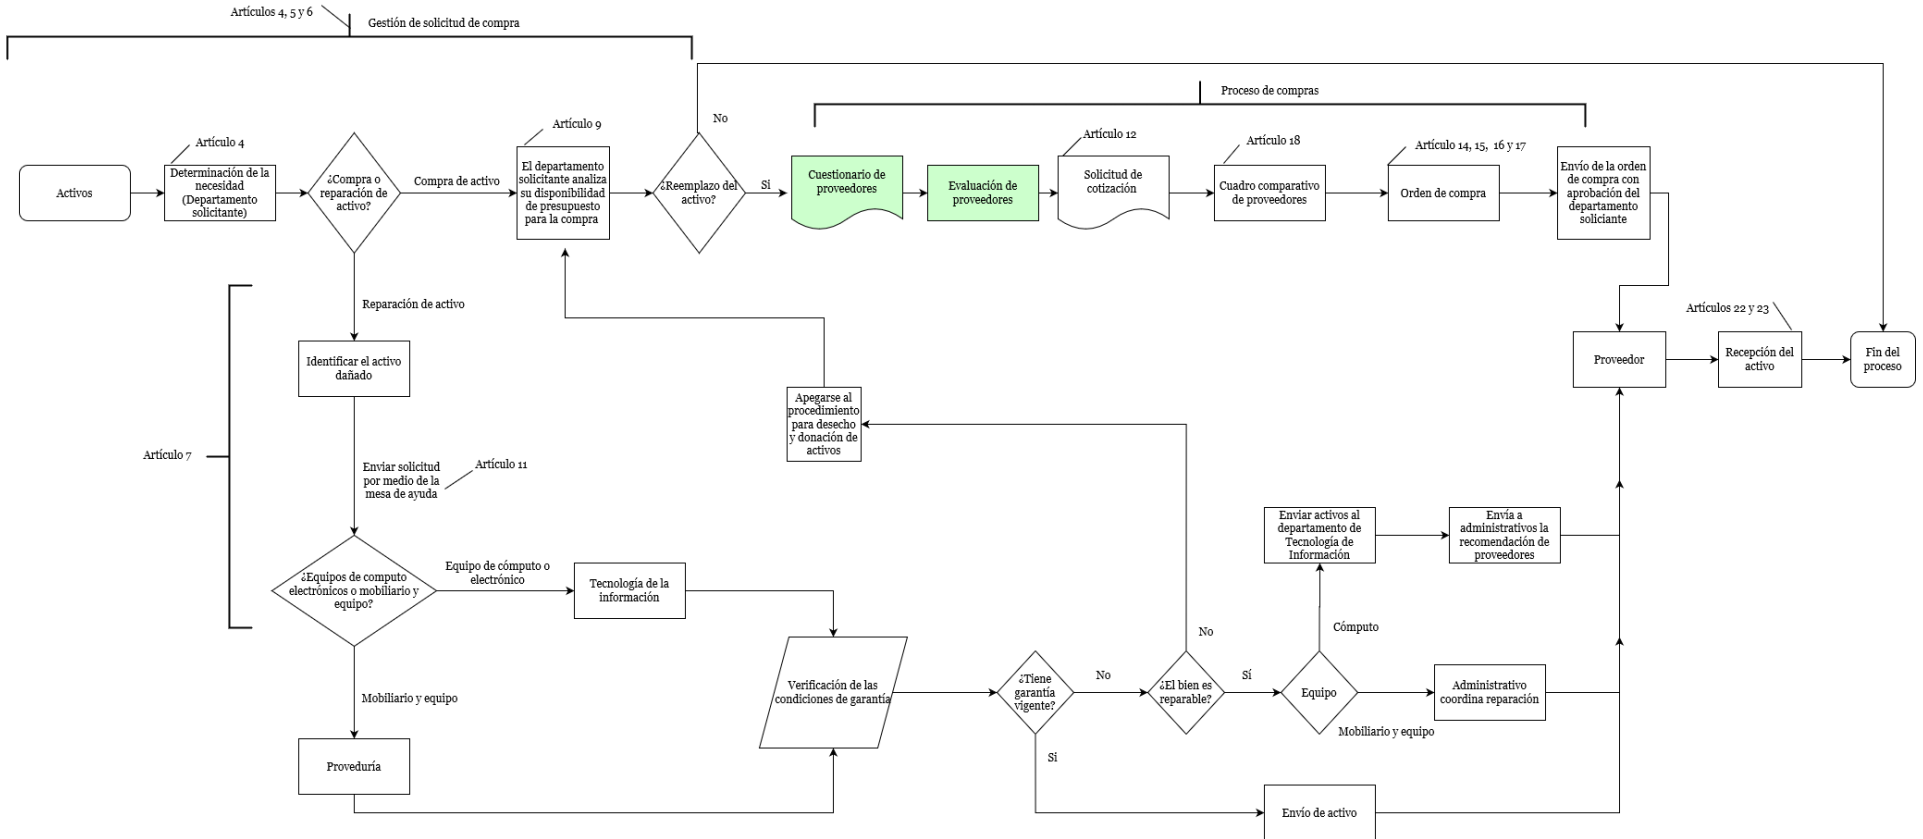 Artículos 4, 5 y 6
Gestión de solicitud de compra
Proceso de compras
No
Artículo 4
Artículo 9
Artículo 12
Artículo 18
Artículo 14, 15, 16 y 17
Activos
Determinación de la
necesidad
(Departamento
solicitante)
¿Compra o
reparación de
activo?
Compra de activo
El departamento
solicitante analiza
su disponibilidad
de presupuesto
para la compra
¿Reemplazo del
activo?
Si
Cuestionario de
proveedores
Evaluación de
proveedores
Solicitud de
cotización
Cuadro comparativo
de proveedores
Orden de compra
Envío de la orden
de compra con
aprobación del
departamento
soliciante
Reparación de activo
Artículos 22 y 23
Identificar el activo
dañado
Proveedor
Recepción del
activo
Fin del
proceso
Apegarse al
procedimiento
para desecho
y donación de
activos
Artículo 7
Enviar solicitud
por medio de la
mesa de ayuda
Artículo 11
Enviar activos al
departamento de
Tecnología de
Información
Envía a
administrativos la
recomendación de
proveedores
¿Equipos de computo
electrónicos o mobiliario y
equipo?
Equipo de cómputo o
electrónico
Tecnología de la
información
No
Cómputo
Mobiliario y equipo
Verificación de las
condiciones de garantía
¿Tiene
garantía
vigente?
No
¿El bien es
reparable?
Sí
Equipo
Administrativo
coordina reparación
Mobiliario y equipo
Proveduría
Si
Envío de activo